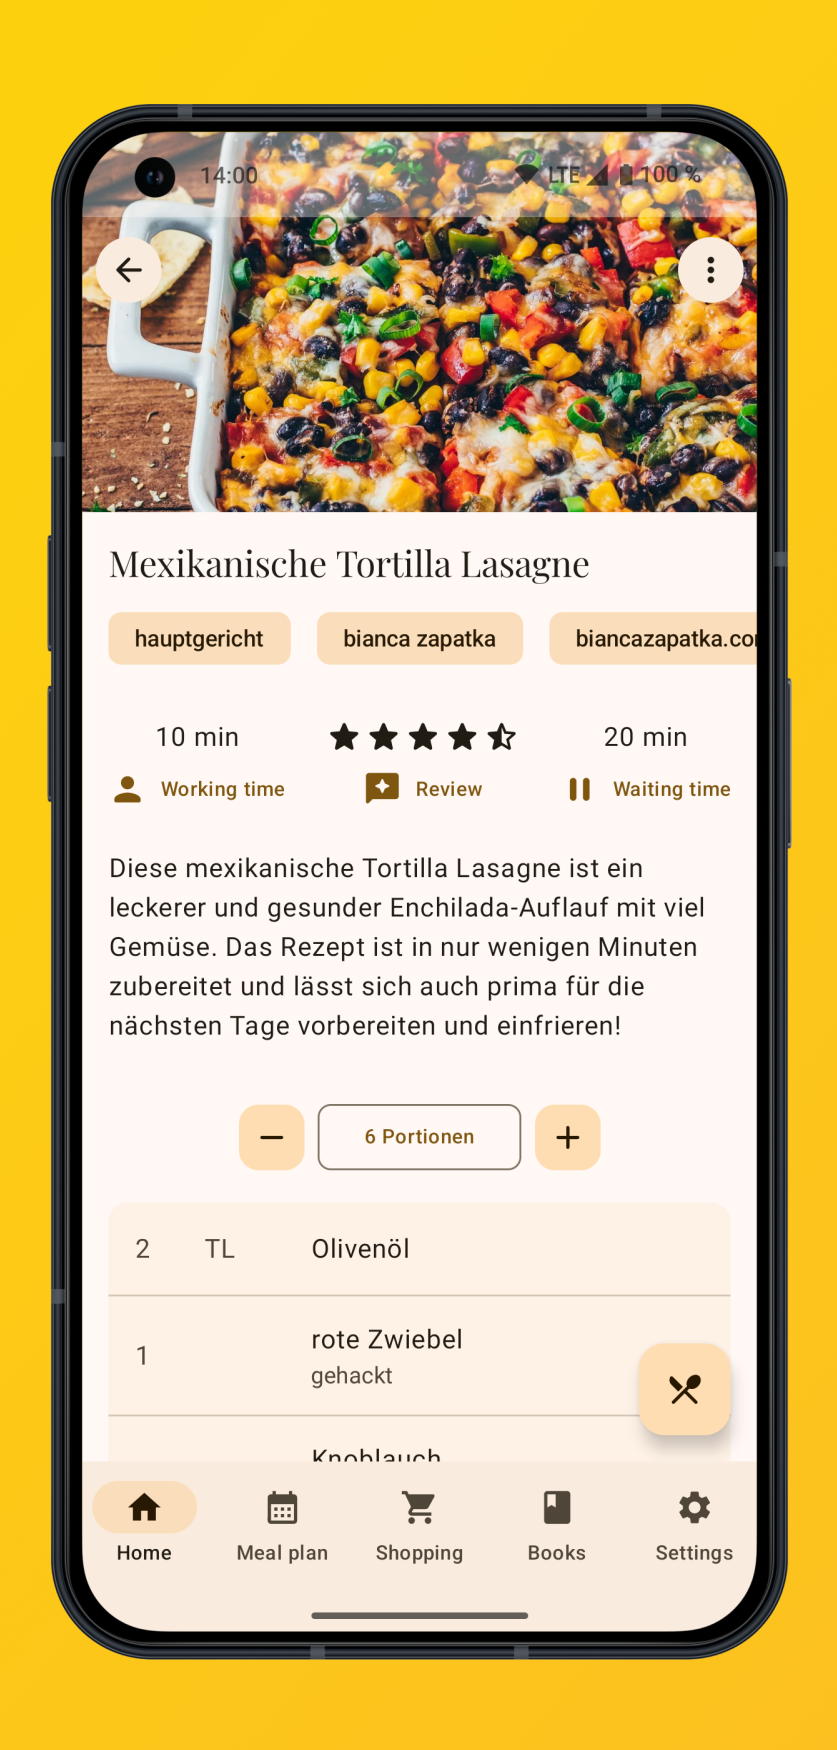 14:00 LTE 100 %
Mexikanische Tortilla Lasagne
hauptgericht bianca zapatka biancazapatka.co
10 min 20 min
Working time Review Waiting time
Diese mexikanische Tortilla Lasagne ist ein
leckerer und gesunder Enchilada-Auflauf mit viel
Gemüse. Das Rezept ist in nur wenigen Minuten
zubereitet und lässt sich auch prima für die
nächsten Tage vorbereiten und einfrieren!
6 Portionen
2 TL Olivenöl
1 rote Zwiebel
gehackt
Knoblauch
Home Meal plan Shopping Books Settings